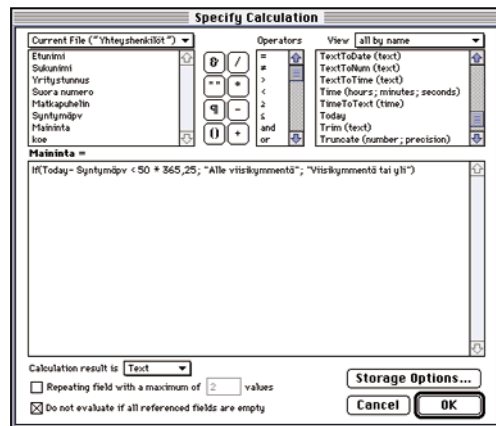 Specify Calculation
Current File ("Yhteyshenkilöt")
Operators
View all by name
Etunimi
Sukunimi
Yritystunnus
Suora numero
Matkapuhelin
Syntymäpv
Maininta
koe
& /
"" *
¶ -
() +
=
≠
>
<
≥
≤
and
or
TextToDate (text)
TextToNum (text)
TextToTime (text)
Time (hours; minutes; seconds)
TimeToText (time)
Today
Trim (text)
Truncate (number; precision)
Maininta =
If(Today- Syntymäpv < 50 * 365,25; "Alle viisikymmentä"; "Viisikymmentä tai yli")
Calculation result is Text
Repeating field with a maximum of 2 values
Do not evaluate if all referenced fields are empty
Storage Options...
Cancel OK